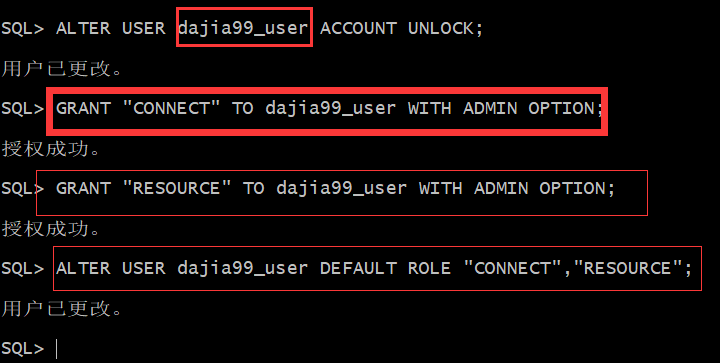 SQL> ALTER USER dajia99_user ACCOUNT UNLOCK;
用户已更改。
SQL> GRANT "CONNECT" TO dajia99_user WITH ADMIN OPTION;
授权成功。
SQL> GRANT "RESOURCE" TO dajia99_user WITH ADMIN OPTION;
授权成功。
SQL> ALTER USER dajia99_user DEFAULT ROLE "CONNECT","RESOURCE";
用户已更改。
SQL>